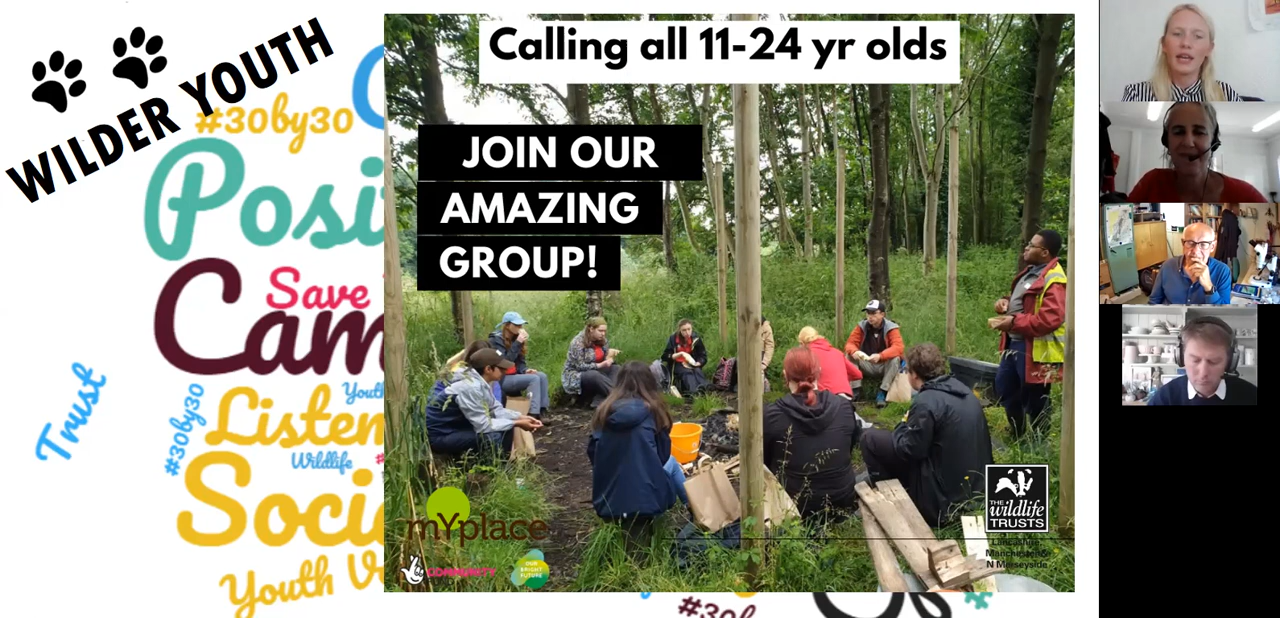 WILDER YOUTH
#30by30
Posi
Save
Cam
Trust
#30by30
Youth
Listen
Wildlife
Soci
Youth V
#30b
Calling all 11-24 yr olds
JOIN OUR
AMAZING
GROUP!
mYplace
COMMUNITY
OUR
BRIGHT
FUTURE
THE
wildlife
TRUSTS
Lancashire,
Manchester &
N Merseyside